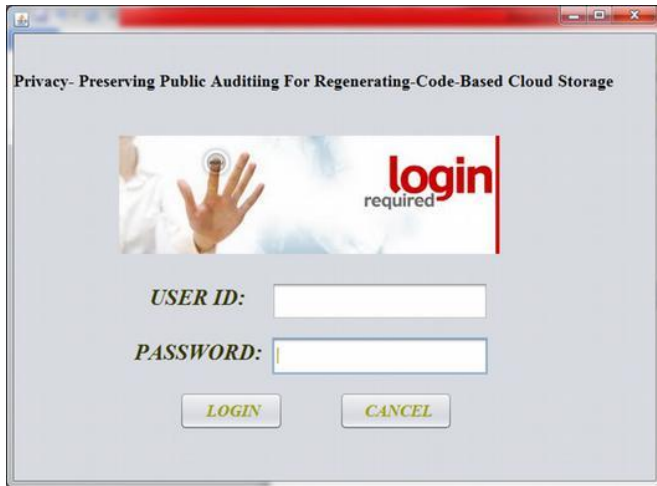 Privacy- Preserving Public Auditiing For Regenerating-Code-Based Cloud Storage
login
required
USER ID:
PASSWORD:
LOGIN
CANCEL